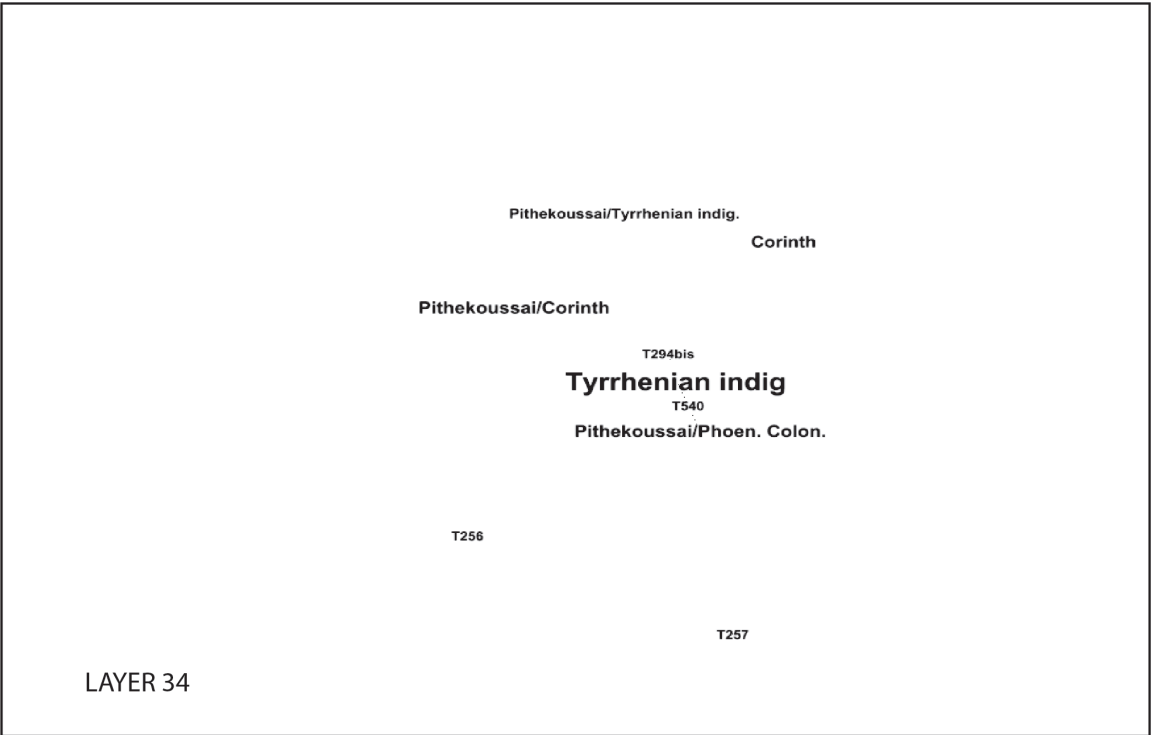 Pithekoussai/Tyrrhenian indig.
Corinth
Pithekoussai/Corinth
T294bis
Tyrrhenian indig
T540
Pithekoussai/Phoen. Colon.
T256
T257
LAYER 34